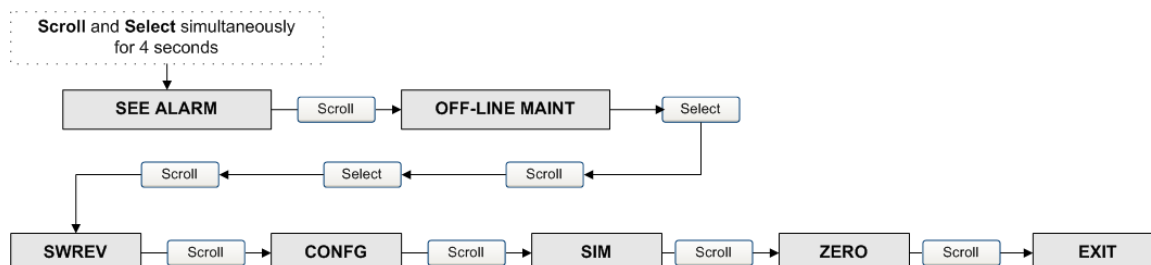 Scroll and Select simultaneously
for 4 seconds
SEE ALARM
Scroll
OFF-LINE MAINT
Select
Scroll
Select
Scroll
SWREV
Scroll
CONFG
Scroll
SIM
Scroll
ZERO
Scroll
EXIT